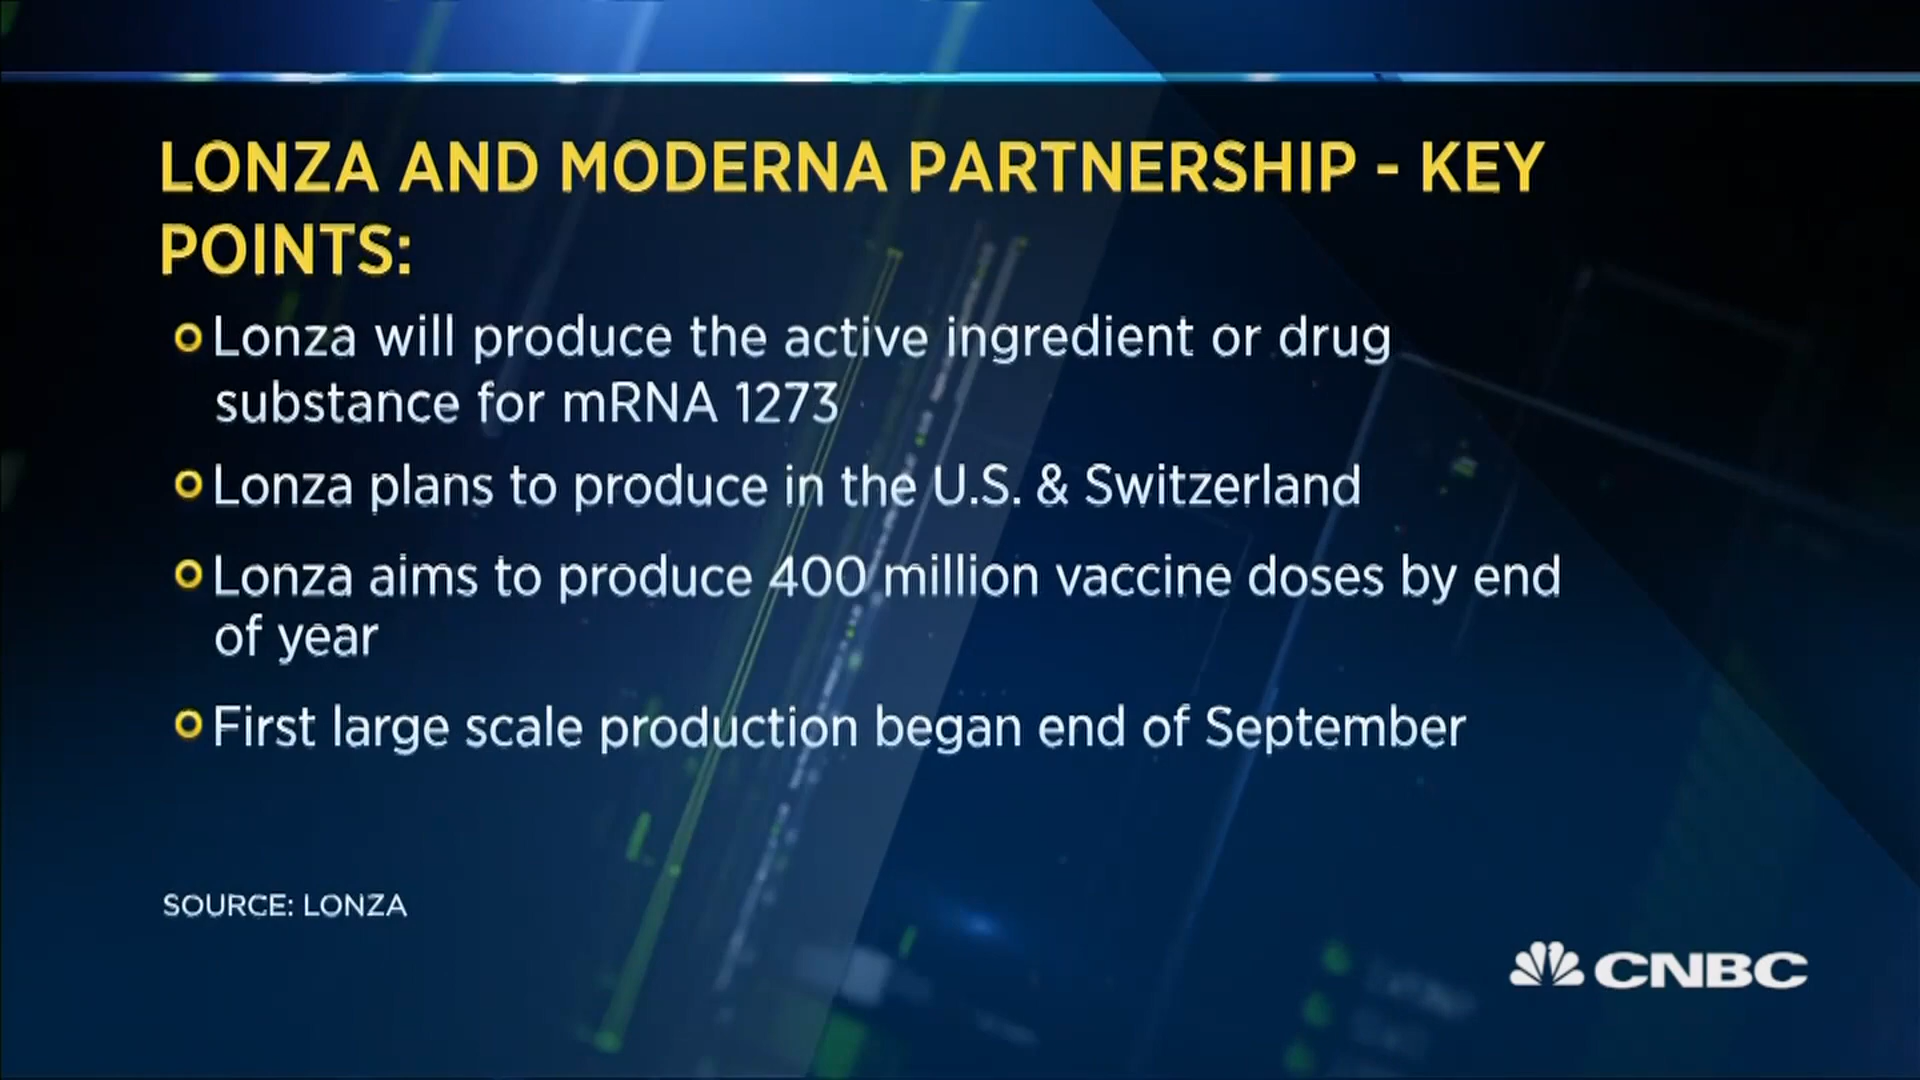 LONZA AND MODERNA PARTNERSHIP - KEY
POINTS:
Lonza will produce the active ingredient or drug
substance for mRNA 1273
Lonza plans to produce in the U.S. & Switzerland
Lonza aims to produce 400 million vaccine doses by end
of year
First large scale production began end of September
SOURCE: LONZA
CNBC